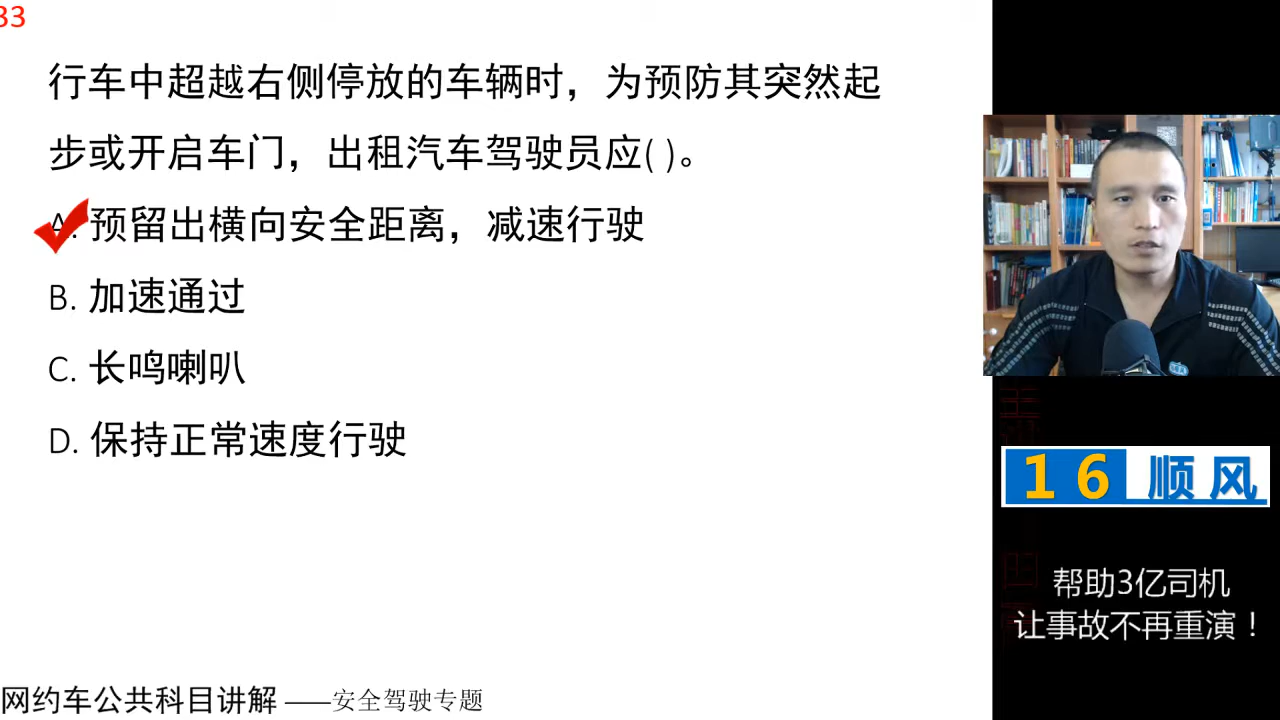 33
行车中超越右侧停放的车辆时，为预防其突然起
步或开启车门，出租汽车驾驶员应( )。
A. 预留出横向安全距离，减速行驶
B. 加速通过
C. 长鸣喇叭
D. 保持正常速度行驶
16 顺风
帮助3亿司机
让事故不再重演！
网约车公共科目讲解 ——安全驾驶专题